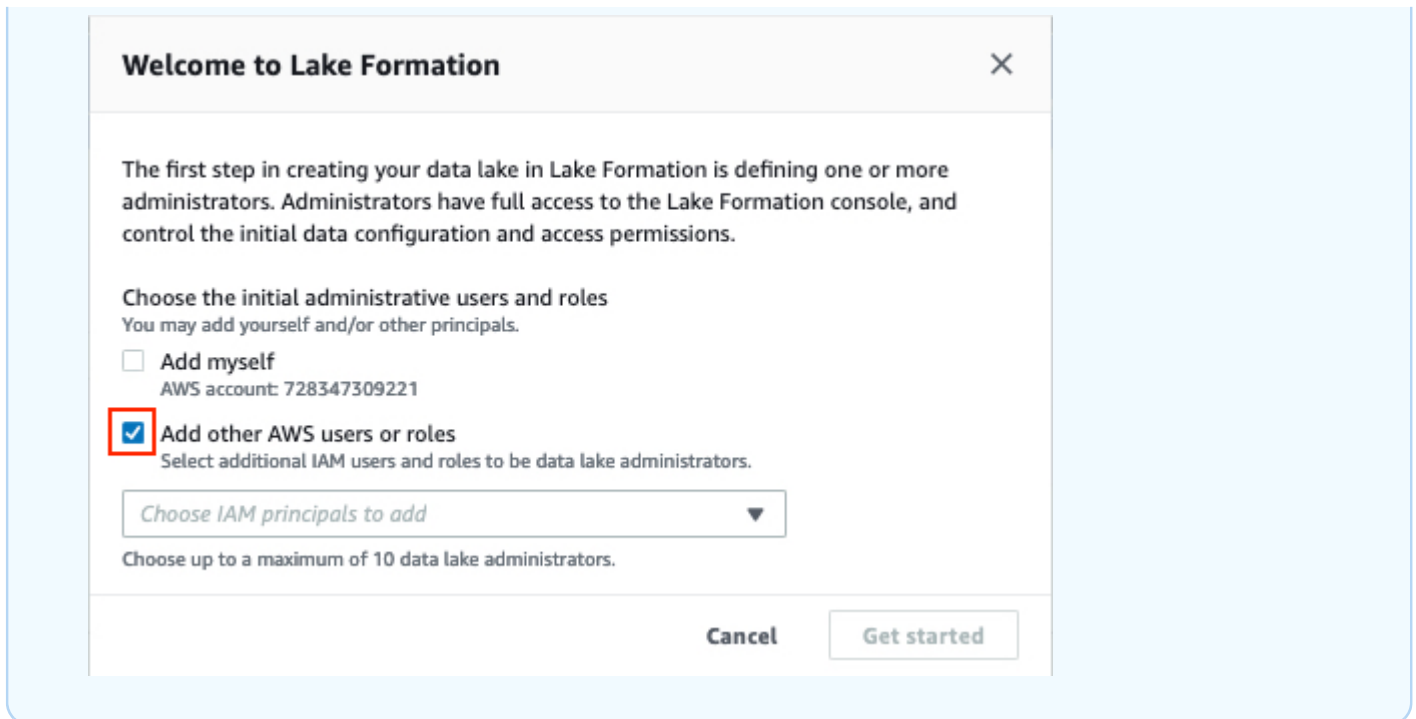 Welcome to Lake Formation
The first step in creating your data lake in Lake Formation is defining one or more
administrators. Administrators have full access to the Lake Formation console, and
control the initial data configuration and access permissions.
Choose the initial administrative users and roles
You may add yourself and/or other principals.
Add myself
AWS account: 728347309221
Add other AWS users or roles
Select additional IAM users and roles to be data lake administrators.
Choose IAM principals to add
Choose up to a maximum of 10 data lake administrators.
Cancel Get started